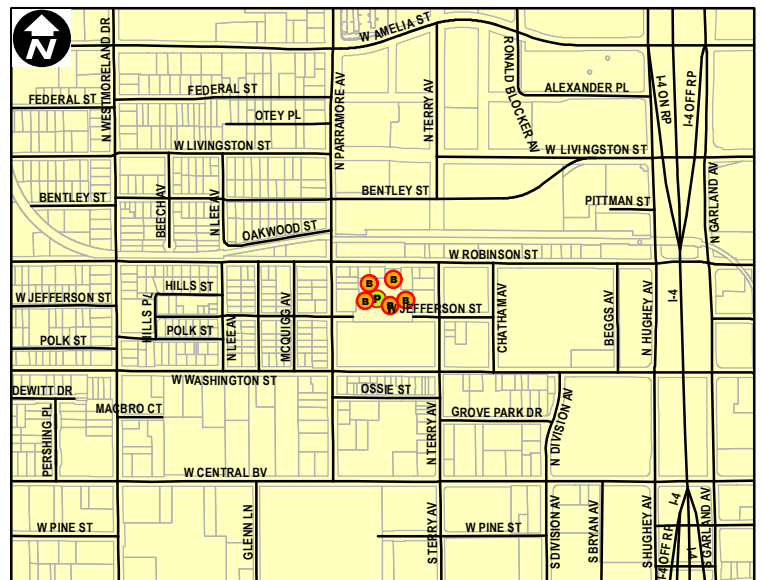 N
W AMELIA ST
N WESTMORELAND DR
RONALD BLOCKER AV
N PARRAMORE AV
N TERRY AV
I-4 ON RP
I-4 OFF RP
FEDERAL ST
FEDERAL ST
ALEXANDER PL
OTEY PL
W LIVINGSTON ST
W LIVINGSTON ST
BENTLEY ST
BEECH AV
N LEE AV
BENTLEY ST
PITTMAN ST
N GARLAND AV
OAKWOOD ST
W ROBINSON ST
B
B
W JEFFERSON ST
HILLS PL
HILLS ST
B
P
B
B
W JEFFERSON ST
I-4
POLK ST
POLK ST
N LEE AV
MCQUIGG AV
CHATHAM AV
BEGGS AV
N HUGHEY AV
DEWITT DR
W WASHINGTON ST
OSSIE ST
PERSHING PL
MACBRO CT
N TERRY AV
GROVE PARK DR
N DIVISION AV
W CENTRAL BV
W PINE ST
GLENN LN
S TERRY AV
W PINE ST
S DIVISION AV
S BRYAN AV
S HUGHEY AV
I-4
S GARLAND AV
I-4 OFF RP
I-4